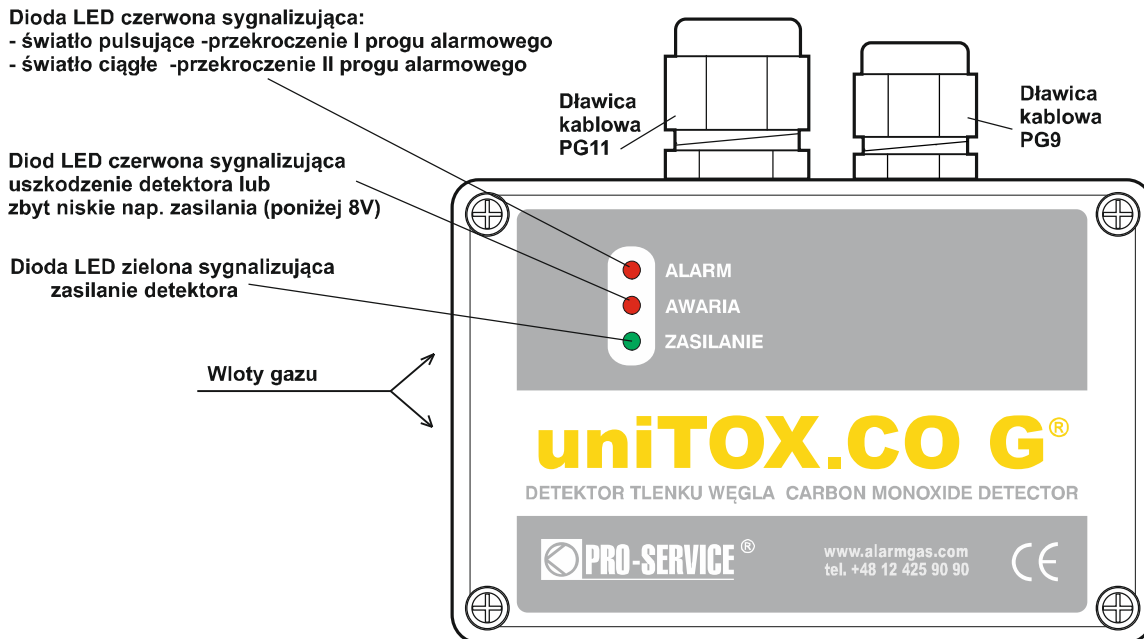 Dioda LED czerwona sygnalizująca:
- światło pulsujące -przekroczenie I progu alarmowego
- światło ciągłe -przekroczenie II progu alarmowego
Dławica
kablowa
PG11
Dławica
kablowa
PG9
Diod LED czerwona sygnalizująca
uszkodzenie detektora lub
zbyt niskie nap. zasilania (poniżej 8V)
Dioda LED zielona sygnalizująca
zasilanie detektora
ALARM
AWARIA
ZASILANIE
Wloty gazu
uniTOX.CO G®
DETEKTOR TLENKU WĘGLA CARBON MONOXIDE DETECTOR
PRO-SERVICE ®
www.alarmgas.com
tel. +48 12 425 90 90
CE